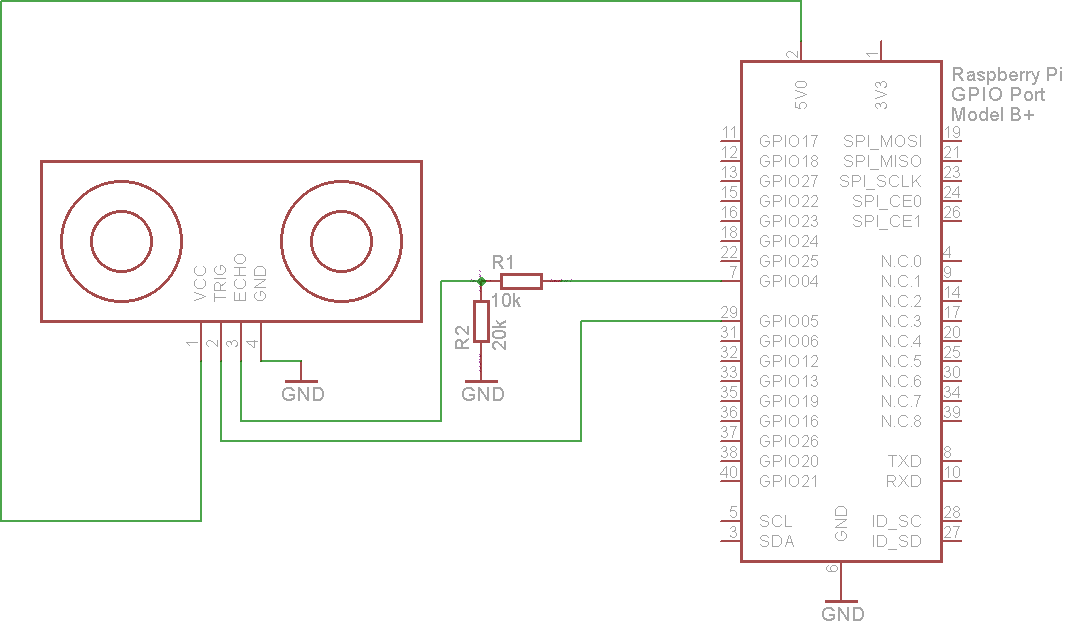 2
1
5V0
3V3
Raspberry Pi
GPIO Port
Model B+
11 GPIO17 SPI_MOSI 19
12 GPIO18 SPI_MISO 21
13 GPIO27 SPI_SCLK 23
15 GPIO22 SPI_CE0 24
16 GPIO23 SPI_CE1 26
18 GPIO24
22 GPIO25 N.C.0 4
7 GPIO04 N.C.1 9
N.C.2 14
29 GPIO05 N.C.3 17
31 GPIO06 N.C.4 20
32 GPIO12 N.C.5 25
33 GPIO13 N.C.6 30
35 GPIO19 N.C.7 34
36 GPIO16 N.C.8 39
37 GPIO26
38 GPIO20 TXD 8
40 GPIO21 RXD 10
5 SCL ID_SC 28
3 SDA ID_SD 27
GND
6
GND
VCC
TRIG
ECHO
GND
1
2
3
4
GND
R1
10k
R2
20k
GND